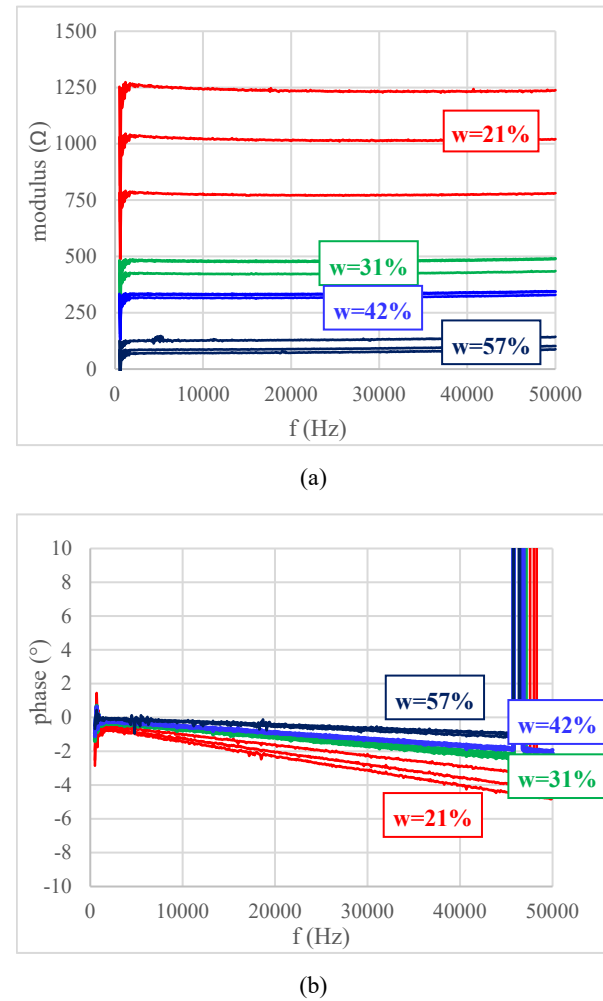 1500
1250
1000
750
500
250
0
modulus (Ω)
w=21%
w=31%
w=42%
w=57%
0 10000 20000 30000 40000 50000
f (Hz)
(a)
10
8
6
4
2
0
-2
-4
-6
-8
-10
phase (°)
w=57%
w=42%
w=31%
w=21%
0 10000 20000 30000 40000 50000
f (Hz)
(b)